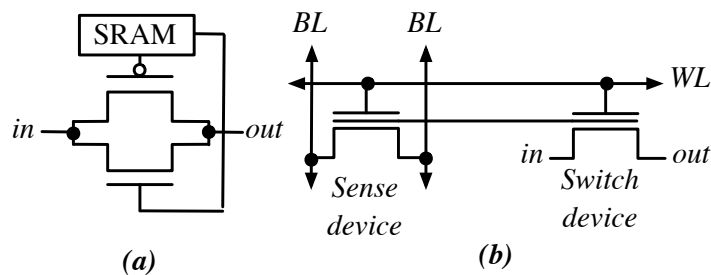 SRAM
in
out
(a)
BL
BL
WL
in
out
Sense
device
Switch
device
(b)